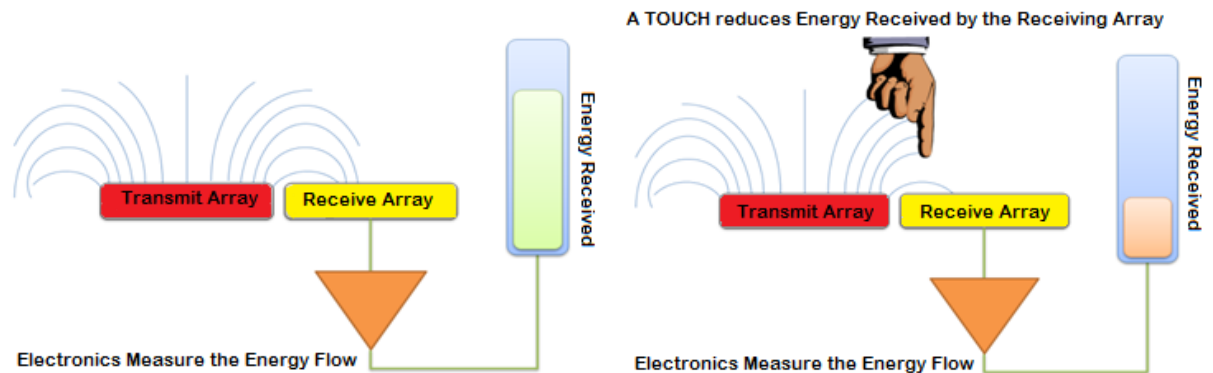 Transmit Array
Receive Array
Energy Received
Electronics Measure the Energy Flow
A TOUCH reduces Energy Received by the Receiving Array
Transmit Array
Receive Array
Energy Received
Electronics Measure the Energy Flow